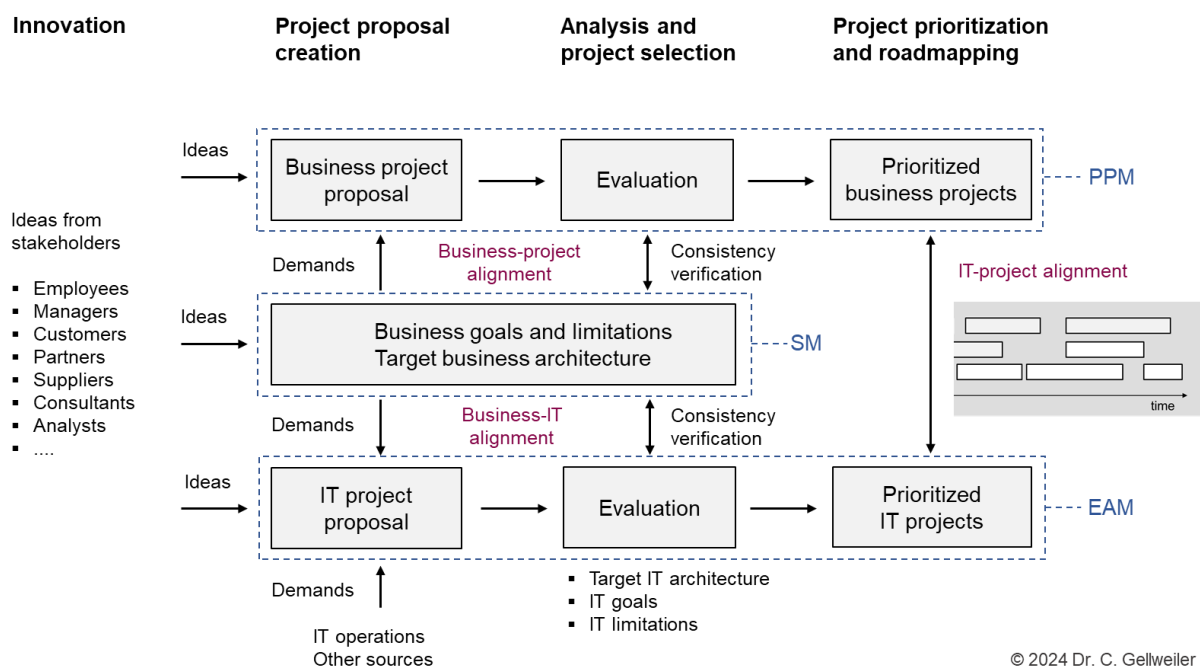 Innovation
Project proposal
creation
Analysis and
project selection
Project prioritization
and roadmapping
Ideas
Business project
proposal
Evaluation
Prioritized
business projects
PPM
Ideas from
stakeholders
▪ Employees
▪ Managers
▪ Customers
▪ Partners
▪ Suppliers
▪ Consultants
▪ Analysts
▪ ....
Demands
Business-project
alignment
Consistency
verification
IT-project alignment
Ideas
Business goals and limitations
Target business architecture
SM
time
Demands
Business-IT
alignment
Consistency
verification
Ideas
IT project
proposal
Evaluation
Prioritized
IT projects
EAM
Demands
IT operations
Other sources
▪ Target IT architecture
▪ IT goals
▪ IT limitations
© 2024 Dr. C. Gellweiler